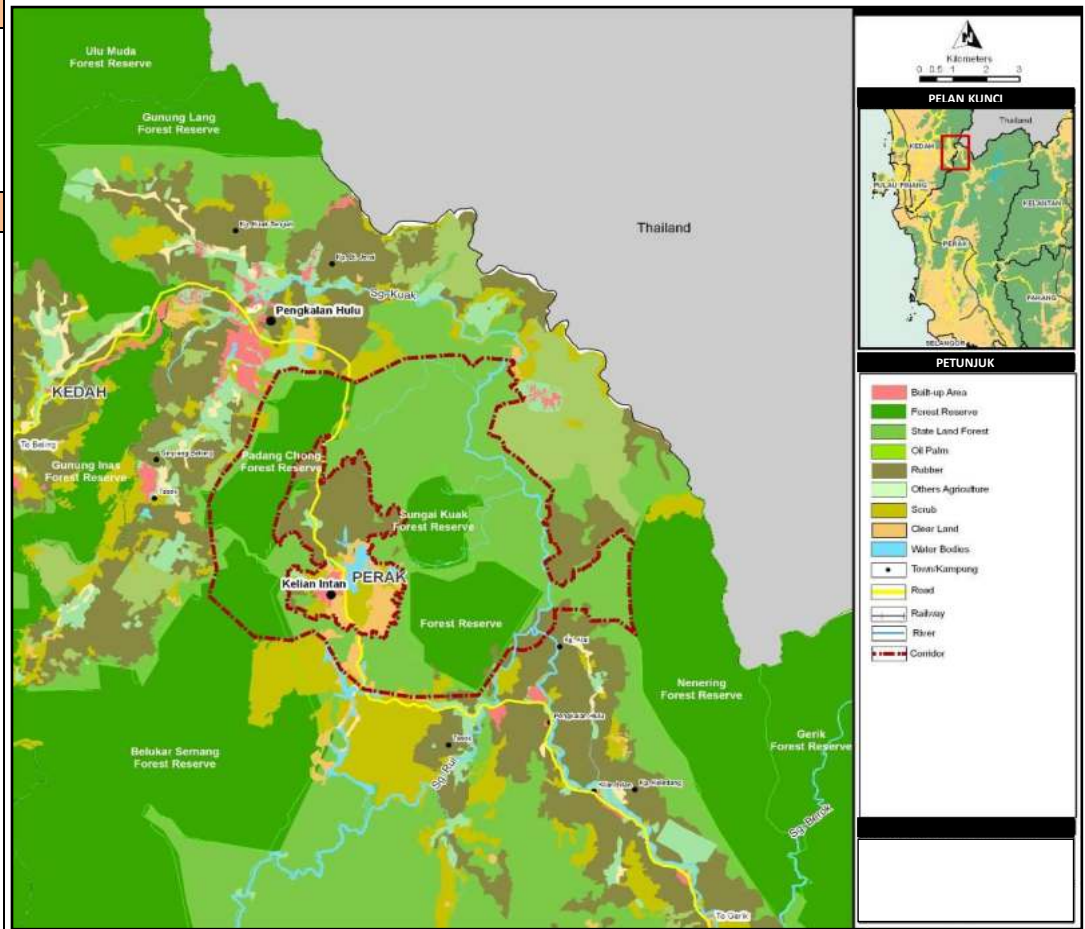 Ulu Muda
Forest Reserve
Gunung Lang
Forest Reserve
Thailand
Sg. Kuak
Pengkalan Hulu
KEDAH
Gunung Inas
Forest Reserve
Padang Chong
Forest Reserve
Sungai Kuak
Forest Reserve
Kelian Intan
PERAK
Forest Reserve
Nenering
Forest Reserve
Pengkalan Hulu
Belukar Semang
Forest Reserve
Gerik
Forest Reserve
Sg. Rui
To Gerik
N
Kilometers
0 0.5 1 2 3
PELAN KUNCI
Thailand
KEDAH
PULAU PINANG
KELANTAN
PERAK
PAHANG
SELANGOR
PETUNJUK
Built-up Area
Forest Reserve
State Land Forest
Oil Palm
Rubber
Others Agriculture
Scrub
Clear Land
Water Bodies
Town/Kampung
Road
Railway
River
Corridor